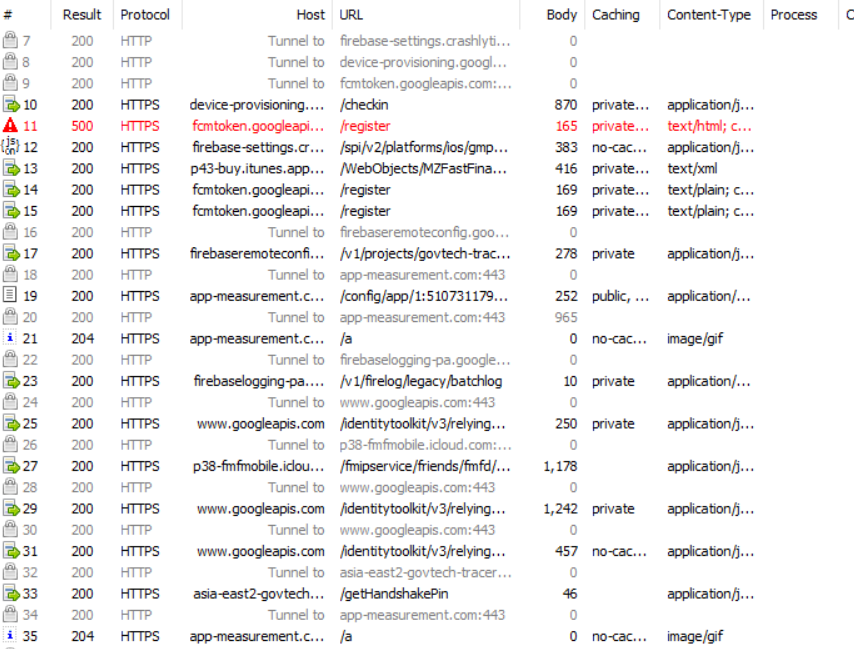 # Result Protocol Host URL Body Caching Content-Type Process C
7 200 HTTP Tunnel to firebase-settings.crashlyti... 0
8 200 HTTP Tunnel to device-provisioning.googl... 0
9 200 HTTP Tunnel to fcmtoken.googleapis.com:... 0
10 200 HTTPS device-provisioning.... /checkin 870 private... application/j...
11 500 HTTPS fcmtoken.googleapi... /register 165 private... text/html; c...
12 200 HTTPS firebase-settings.cr... /spi/v2/platforms/ios/gmp... 383 no-cac... application/j...
13 200 HTTPS p43-buy.itunes.app... /WebObjects/MZFastFina... 416 private... text/xml
14 200 HTTPS fcmtoken.googleapi... /register 169 private... text/plain; c...
15 200 HTTPS fcmtoken.googleapi... /register 169 private... text/plain; c...
16 200 HTTP Tunnel to firebaseremoteconfig.goo... 0
17 200 HTTPS firebaseremoteconfi... /v1/projects/govtech-trac... 278 private application/j...
18 200 HTTP Tunnel to app-measurement.com:443 0
19 200 HTTPS app-measurement.c... /config/app/1:510731179... 252 public, ... application/...
20 200 HTTP Tunnel to app-measurement.com:443 965
21 204 HTTPS app-measurement.c... /a 0 no-cac... image/gif
22 200 HTTP Tunnel to firebaselogging-pa.google... 0
23 200 HTTPS firebaselogging-pa.... /v1/firelog/legacy/batchlog 10 private application/...
24 200 HTTP Tunnel to www.googleapis.com:443 0
25 200 HTTPS www.googleapis.com /identitytoolkit/v3/relying... 250 private application/j...
26 200 HTTP Tunnel to p38-fmfmobile.icloud.com:... 0
27 200 HTTPS p38-fmfmobile.iclou... /fmipservice/friends/fmfd/... 1,178 application/j...
28 200 HTTP Tunnel to www.googleapis.com:443 0
29 200 HTTPS www.googleapis.com /identitytoolkit/v3/relying... 1,242 private application/j...
30 200 HTTP Tunnel to www.googleapis.com:443 0
31 200 HTTPS www.googleapis.com /identitytoolkit/v3/relying... 457 no-cac... application/j...
32 200 HTTP Tunnel to asia-east2-govtech-tracer... 0
33 200 HTTPS asia-east2-govtech... /getHandshakePin 46 application/j...
34 200 HTTP Tunnel to app-measurement.com:443 0
35 204 HTTPS app-measurement.c... /a 0 no-cac... image/gif